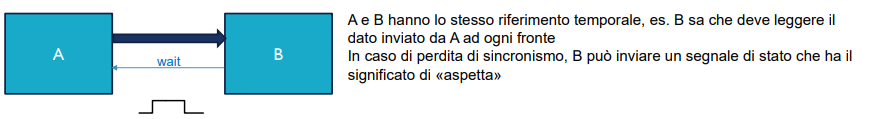 A
wait
B
A e B hanno lo stesso riferimento temporale, es. B sa che deve leggere il
dato inviato da A ad ogni fronte
In caso di perdita di sincronismo, B può inviare un segnale di stato che ha il
significato di «aspetta»